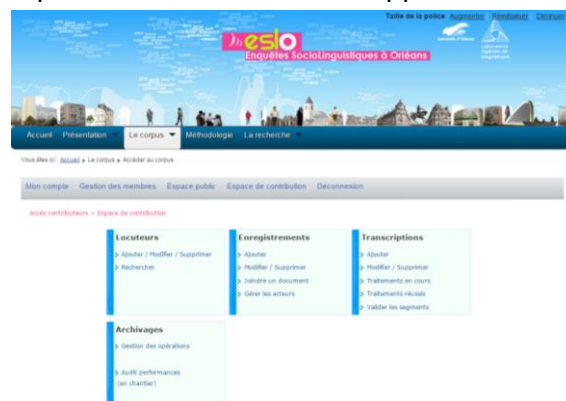 Taille de la police Augmenter Réinitialiser Diminuer
eslo
Enquêtes SocioLinguistiques à Orléans
Accueil Présentation Le corpus Méthodologie La recherche
Vous êtes ici: Accueil Le corpus Accéder au corpus
Mon compte Gestion des membres Espace public Espace de contribution Déconnexion
Accès contributeurs > Espace de contribution
Locuteurs
> Ajouter / Modifier / Supprimer
> Rechercher
Enregistrements
> Ajouter
> Modifier / Supprimer
> Joindre un document
> Gérer les acteurs
Transcriptions
> Ajouter
> Modifier / Supprimer
> Traitements en cours
> Traitements réussis
> Valider les segments
Archivages
> Gestion des opérations
> Audit performances
(en chantier)